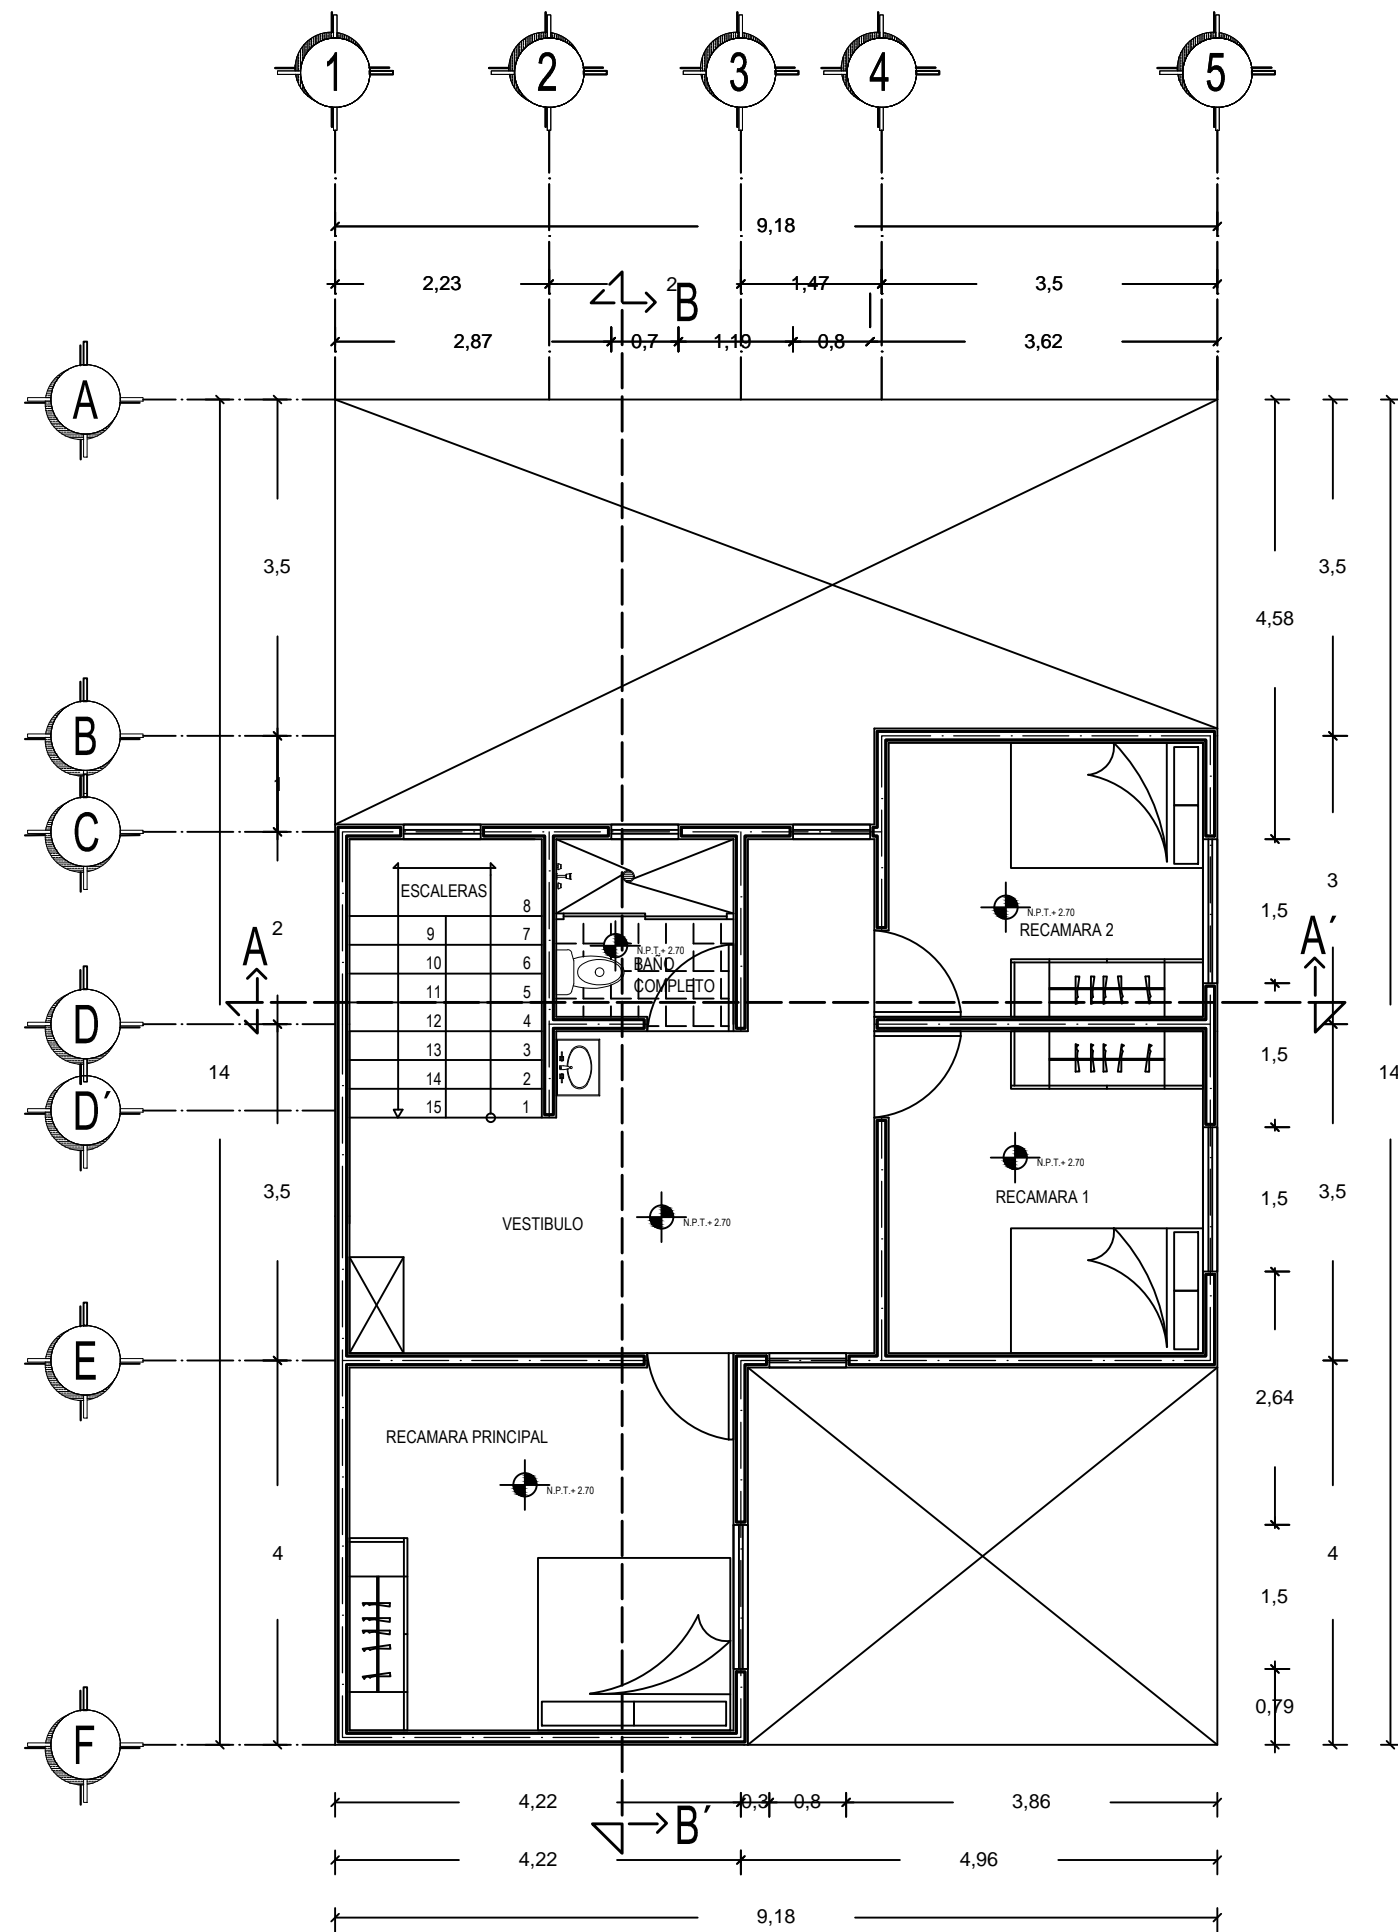 1 2 3 4 5
9,18
2,23 2 1,47 3,5
B
2,87 0,7 1,19 0,8 3,62
A
3,5 3,5
4,58
B
1
C
3
ESCALERAS
8
1,5
N.P.T.+ 2.70
2
9 7
RECAMARA 2
A A´
N.P.T.+ 2.70
10 6
BAÑO
COMPLETO
11 5
D
12 4
13 3
1,5
14 14
14 2
D´
15 1
N.P.T.+ 2.70
3,5
RECAMARA 1
1,5 3,5
VESTIBULO
N.P.T.+ 2.70
E
2,64
RECAMARA PRINCIPAL
N.P.T.+ 2.70
4 4
1,5
0,79
F
4,22 0,3 0,8 3,86
B´
4,22 4,96
9,18